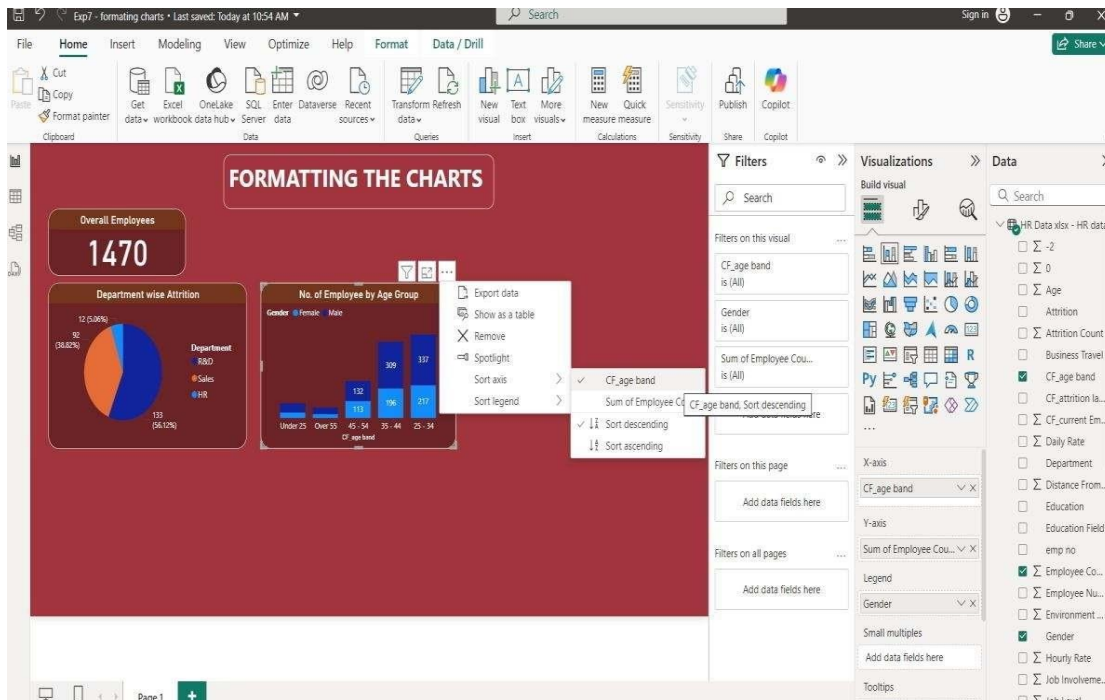 Exp7 - formating charts • Last saved: Today at 10:54 AM
Search
Sign in
File Home Insert Modeling View Optimize Help Format Data / Drill
Share
Paste
Cut
Copy
Format painter
Get data
Excel workbook
OneLake data hub
SQL Server
Enter data
Dataverse
Recent sources
Transform data
Refresh
New visual
Text box
More visuals
New measure
Quick measure
Sensitivity
Publish
Copilot
Clipboard
Data
Queries
Insert
Calculations
Sensitivity
Share
Copilot
FORMATTING THE CHARTS
Overall Employees
1470
Department wise Attrition
12 (5.06%)
92
(38.82%)
133
(56.12%)
Department
R&D
Sales
HR
No. of Employee by Age Group
Gender Female Male
309
337
132
113
196
217
Under 25 Over 55 45 - 54 35 - 44 25 - 34
CF_age band
Export data
Show as a table
Remove
Spotlight
Sort axis
Sort legend
CF_age band
Sum of Employee Co
CF_age band, Sort descending
Sort descending
Sort ascending
Filters
Search
Filters on this visual
CF_age band
is (All)
Gender
is (All)
Sum of Employee Cou...
is (All)
Filters on this page
Add data fields here
Filters on all pages
Add data fields here
Visualizations
Build visual
R
Py
123
X-axis
CF_age band
Y-axis
Sum of Employee Cou...
Legend
Gender
Small multiples
Add data fields here
Tooltips
Data
Search
HR Data xlsx - HR data
∑ -2
∑ 0
∑ Age
Attrition
∑ Attrition Count
Business Travel
CF_age band
CF_attrition la...
∑ CF_current Em...
∑ Daily Rate
Department
∑ Distance From...
Education
Education Field
emp no
∑ Employee Co...
∑ Employee Nu...
∑ Environment ...
Gender
∑ Hourly Rate
∑ Job Involveme...
Page 1